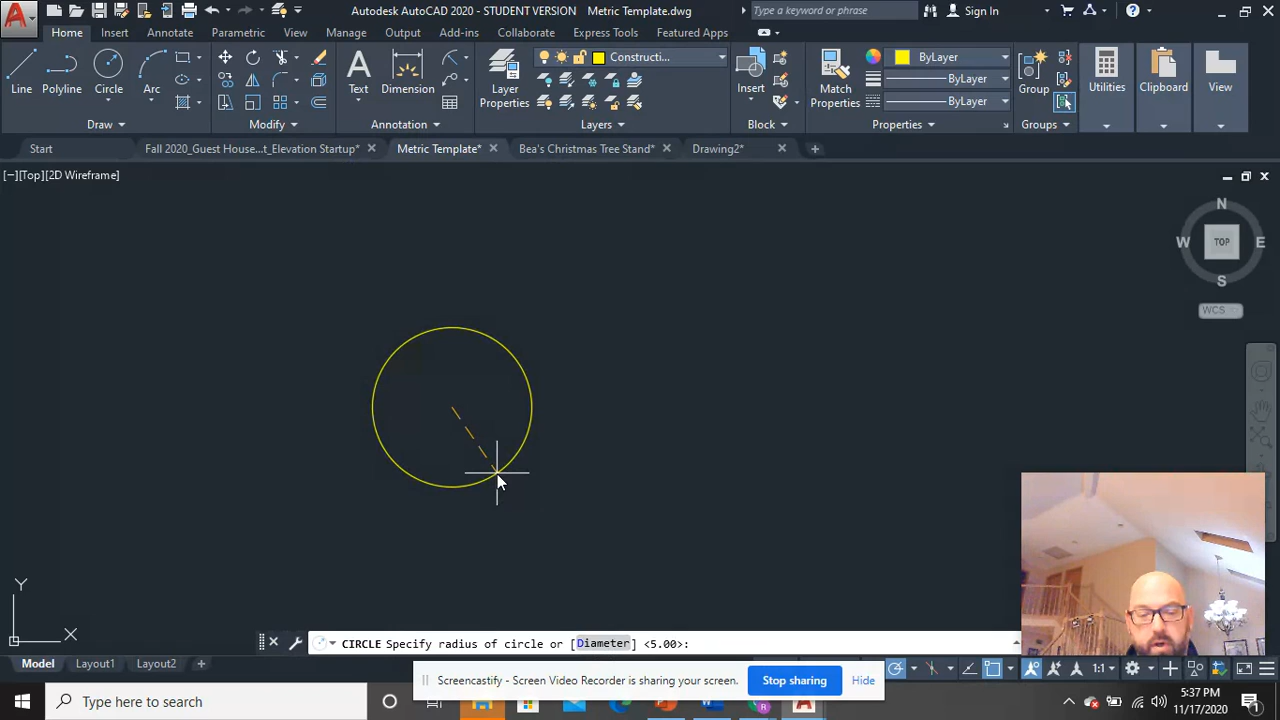 Autodesk AutoCAD 2020 - STUDENT VERSION Metric Template.dwg Type a keyword or phrase Sign In
Home Insert Annotate Parametric View Manage Output Add-ins Collaborate Express Tools Featured Apps
Constructi... ByLayer
ByLayer
ByLayer
Line Polyline Circle Arc Text Dimension Layer Properties Insert Match Properties Group Utilities Clipboard View
Draw Modify Annotation Layers Block Properties Groups
Start Fall 2020_Guest House...t_Elevation Startup* Metric Template* Bea's Christmas Tree Stand* Drawing2*
[−][Top][2D Wireframe]
N
W TOP E
S
WCS
Y
X
CIRCLE Specify radius of circle or [Diameter] <5.00>:
Model Layout1 Layout2 1:1
Screencastify - Screen Video Recorder is sharing your screen. Stop sharing Hide
Type here to search
5:37 PM
11/17/2020